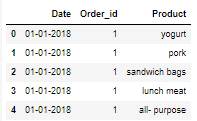 Date Order_id Product
0 01-01-2018 1 yogurt
1 01-01-2018 1 pork
2 01-01-2018 1 sandwich bags
3 01-01-2018 1 lunch meat
4 01-01-2018 1 all- purpose